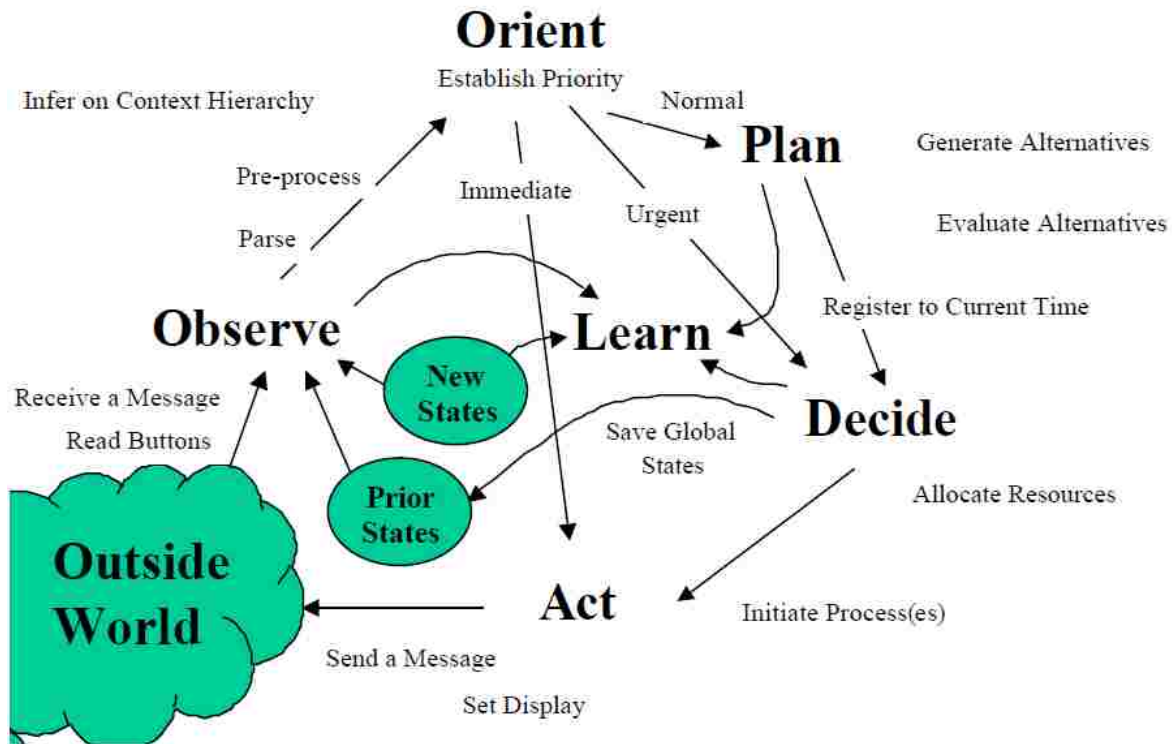 Orient
Establish Priority
Infer on Context Hierarchy
Normal
Plan
Generate Alternatives
Pre-process
Immediate
Urgent
Evaluate Alternatives
Parse
Register to Current Time
Observe
Learn
New
States
Receive a Message
Read Buttons
Decide
Save Global
States
Prior
States
Allocate Resources
Outside
World
Act
Initiate Process(es)
Send a Message
Set Display